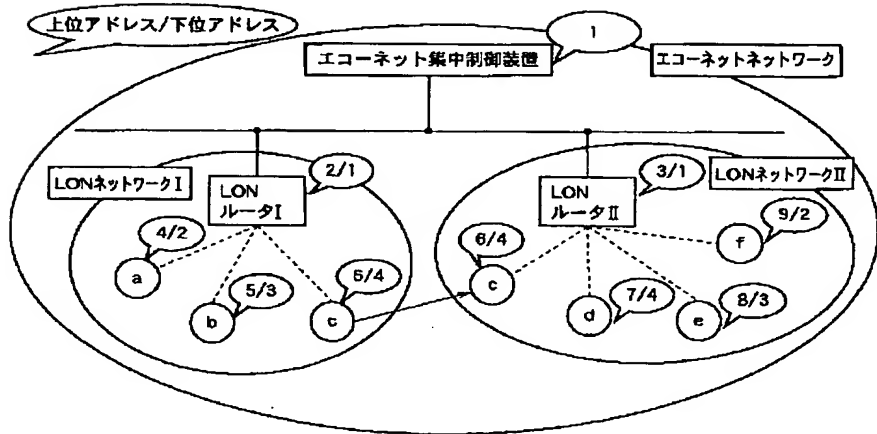 上位アドレス/下位アドレス
1
エコーネット集中制御装置
エコーネットネットワーク
LONネットワークⅠ
LON
ルータⅠ
2/1
LON
ルータⅡ
3/1
LONネットワークⅡ
4/2
a
5/3
b
6/4
c
6/4
c
7/4
d
8/3
e
9/2
f